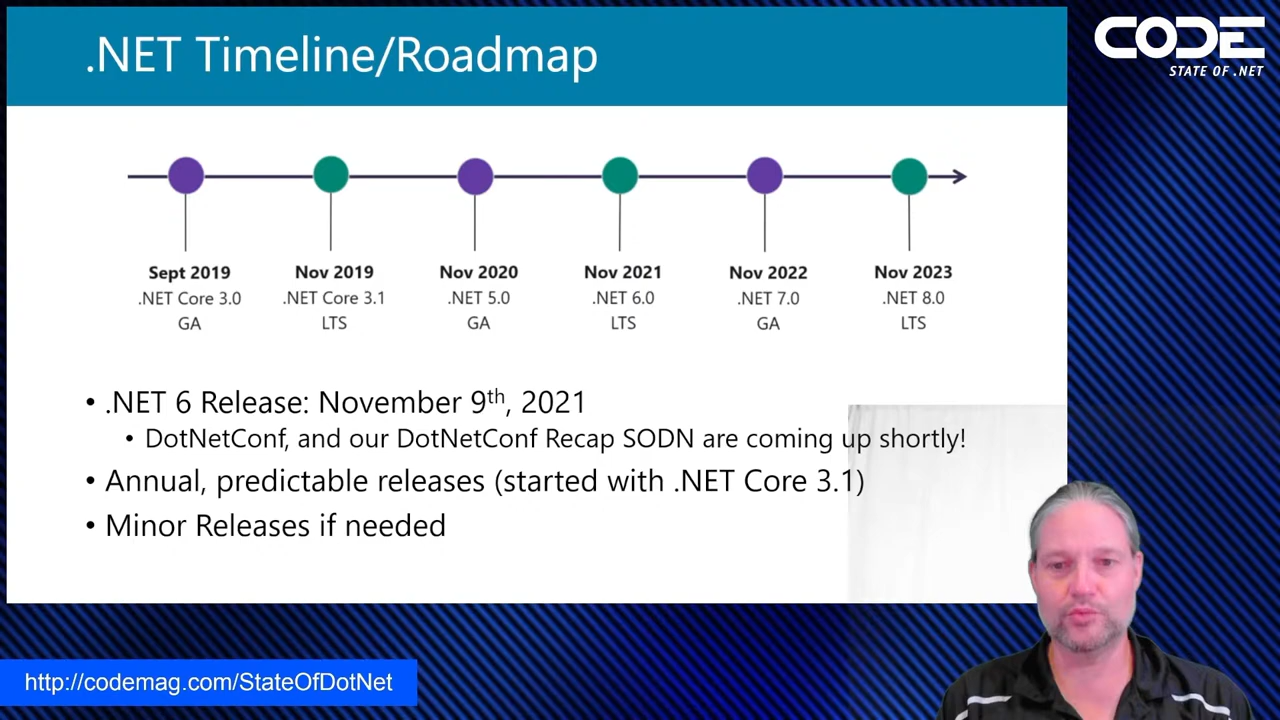 .NET Timeline/Roadmap
CODE
STATE OF .NET
Sept 2019
.NET Core 3.0
GA
Nov 2019
.NET Core 3.1
LTS
Nov 2020
.NET 5.0
GA
Nov 2021
.NET 6.0
LTS
Nov 2022
.NET 7.0
GA
Nov 2023
.NET 8.0
LTS
• .NET 6 Release: November 9th, 2021
• DotNetConf, and our DotNetConf Recap SODN are coming up shortly!
• Annual, predictable releases (started with .NET Core 3.1)
• Minor Releases if needed
http://codemag.com/StateOfDotNet